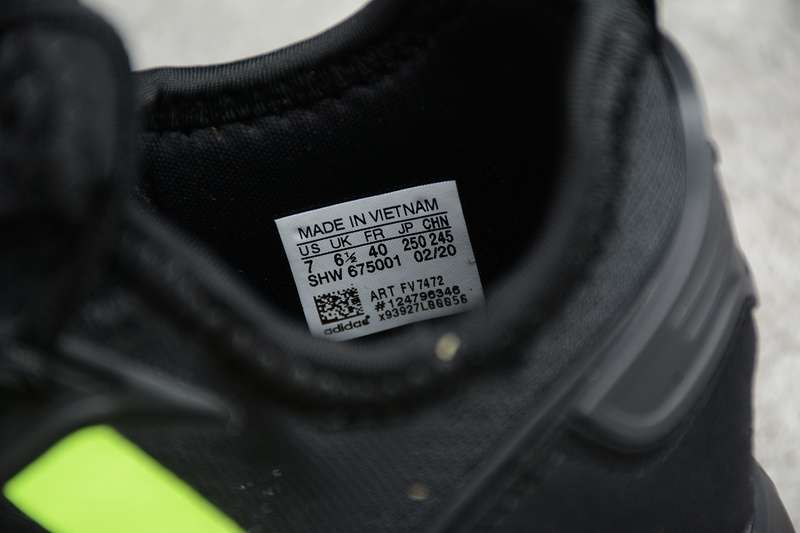 MADE IN VIETNAM
US UK FR JP CHN
7 6½ 40 250 245
SHW 675001 02/20
ART FV7472
#124796346
adidas